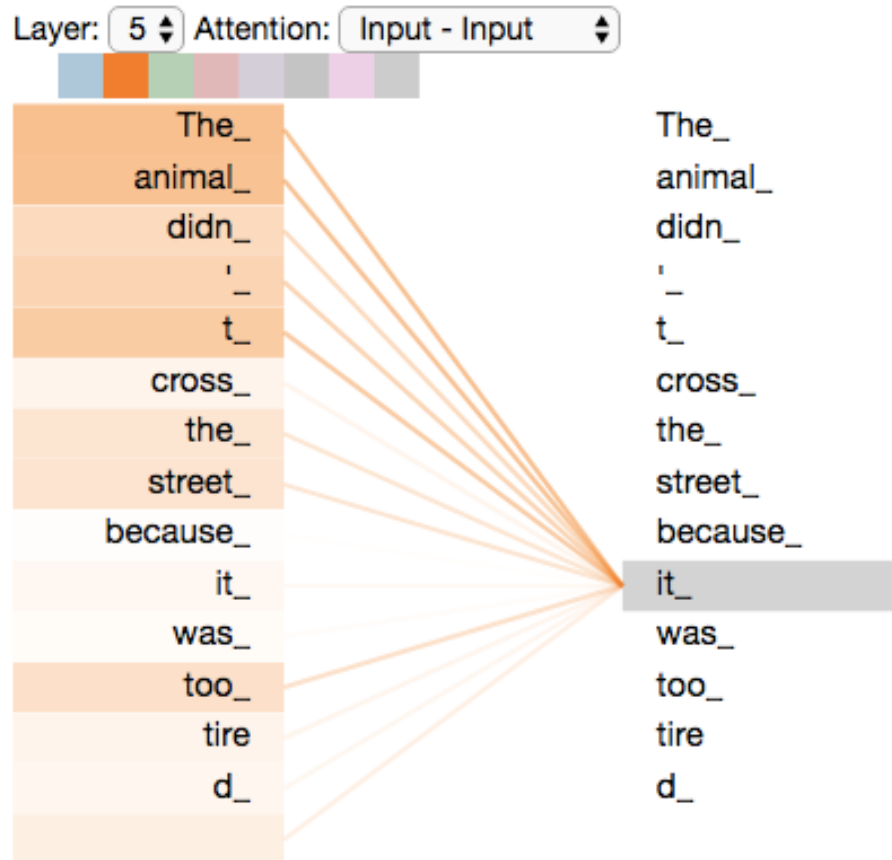 Layer: 5 Attention: Input - Input
The_ The_
animal_ animal_
didn_ didn_
'_ '_
t_ t_
cross_ cross_
the_ the_
street_ street_
because_ because_
it_ it_
was_ was_
too_ too_
tire tire
d_ d_